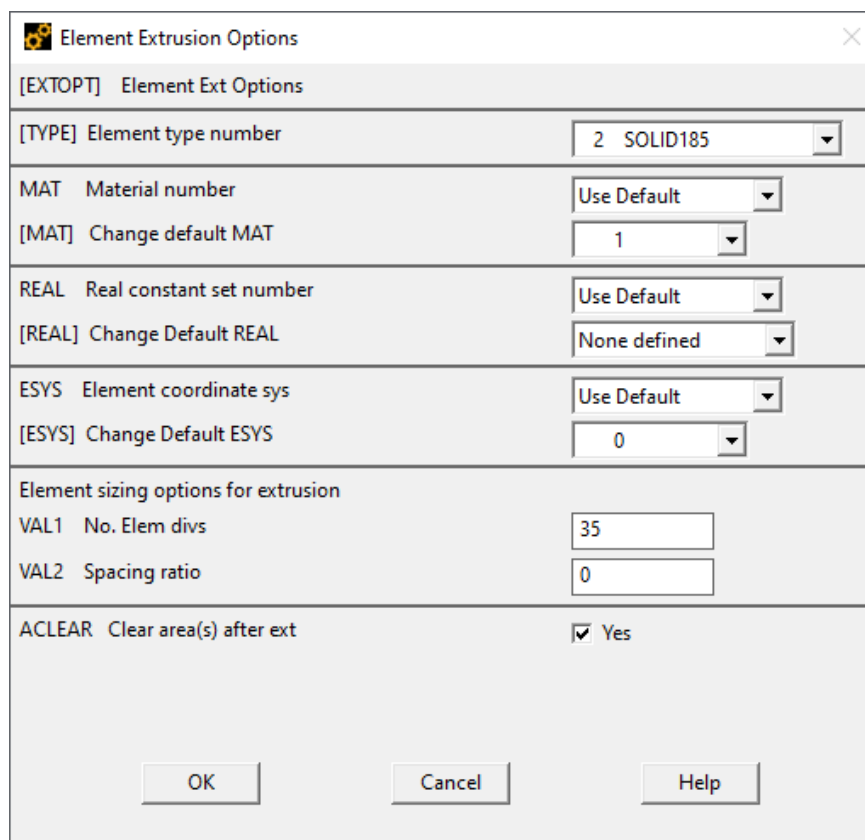 Element Extrusion Options
[EXTOPT] Element Ext Options
[TYPE] Element type number 2 SOLID185
MAT Material number Use Default
[MAT] Change default MAT 1
REAL Real constant set number Use Default
[REAL] Change Default REAL None defined
ESYS Element coordinate sys Use Default
[ESYS] Change Default ESYS 0
Element sizing options for extrusion
VAL1 No. Elem divs 35
VAL2 Spacing ratio 0
ACLEAR Clear area(s) after ext Yes
OK Cancel Help